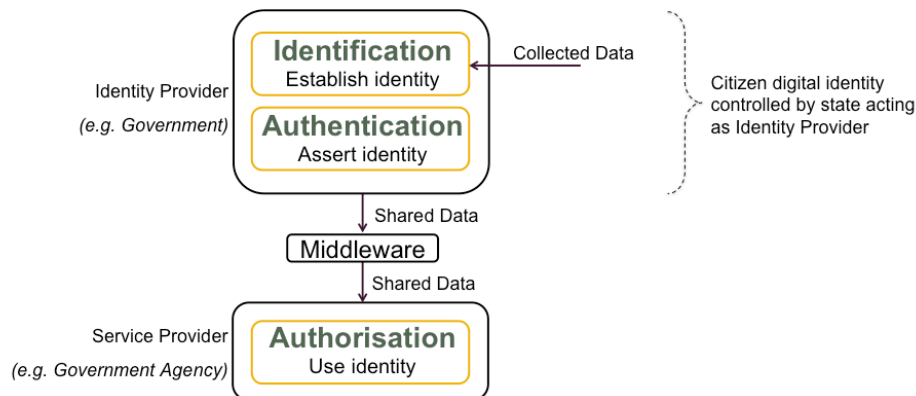 Identification
Establish identity
Collected Data
Identity Provider
(e.g. Government)
Authentication
Assert identity
Citizen digital identity
controlled by state acting
as Identity Provider
Shared Data
Middleware
Shared Data
Service Provider
(e.g. Government Agency)
Authorisation
Use identity